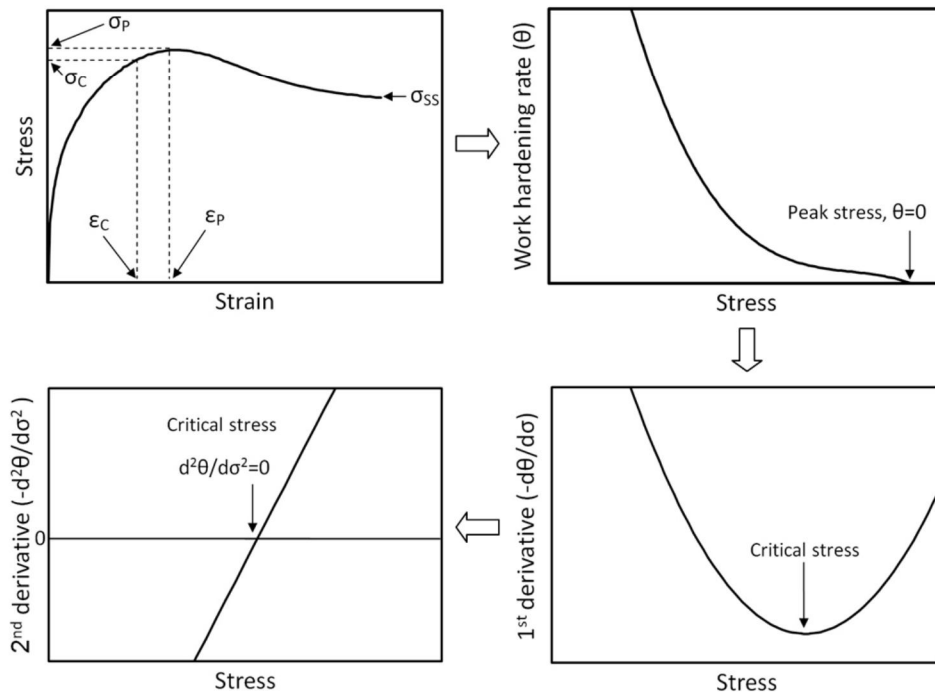 σP
σC
σSS
εC
εP
Stress
Strain
Work hardening rate (θ)
Peak stress, θ=0
Stress
2nd derivative (-d²θ/dσ²)
Critical stress
d²θ/dσ²=0
0
Stress
1st derivative (-dθ/dσ)
Critical stress
Stress